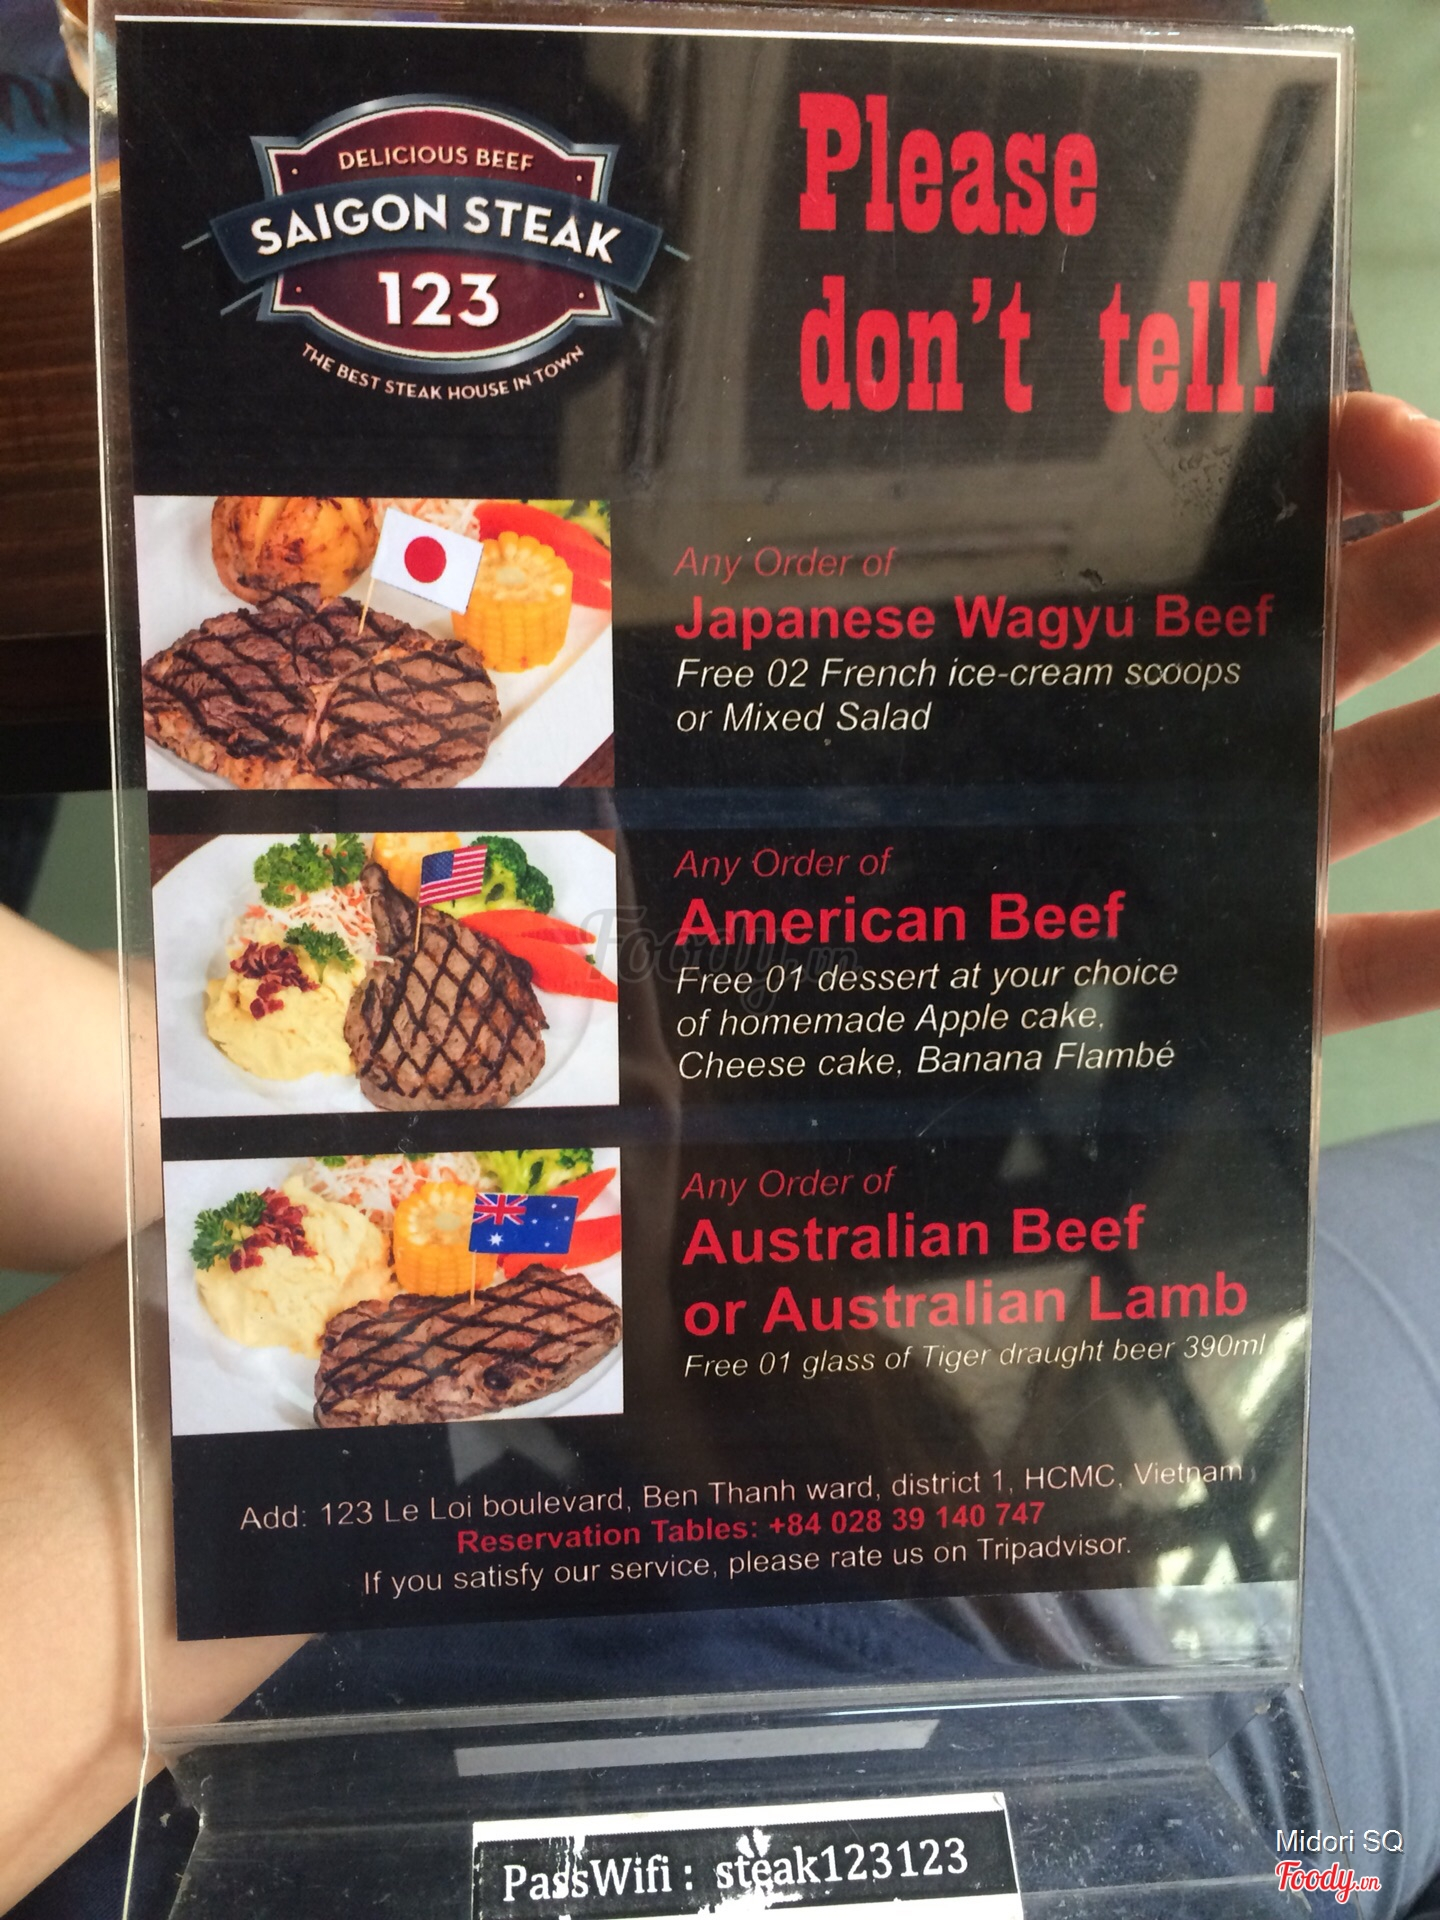 DELICIOUS BEEF
SAIGON STEAK
123
THE BEST STEAK HOUSE IN TOWN
Please
don't tell!
Any Order of
Japanese Wagyu Beef
Free 02 French ice-cream scoops
or Mixed Salad
Any Order of
American Beef
Free 01 dessert at your choice
of homemade Apple cake,
Cheese cake, Banana Flambé
Any Order of
Australian Beef
or Australian Lamb
Free 01 glass of Tiger draught beer 390ml
Add: 123 Le Loi boulevard, Ben Thanh ward, district 1, HCMC, Vietnam
Reservation Tables: +84 028 39 140 747
If you satisfy our service, please rate us on Tripadvisor.
PassWifi : steak123123
Foody.vn
Midori SQ
Foody.vn